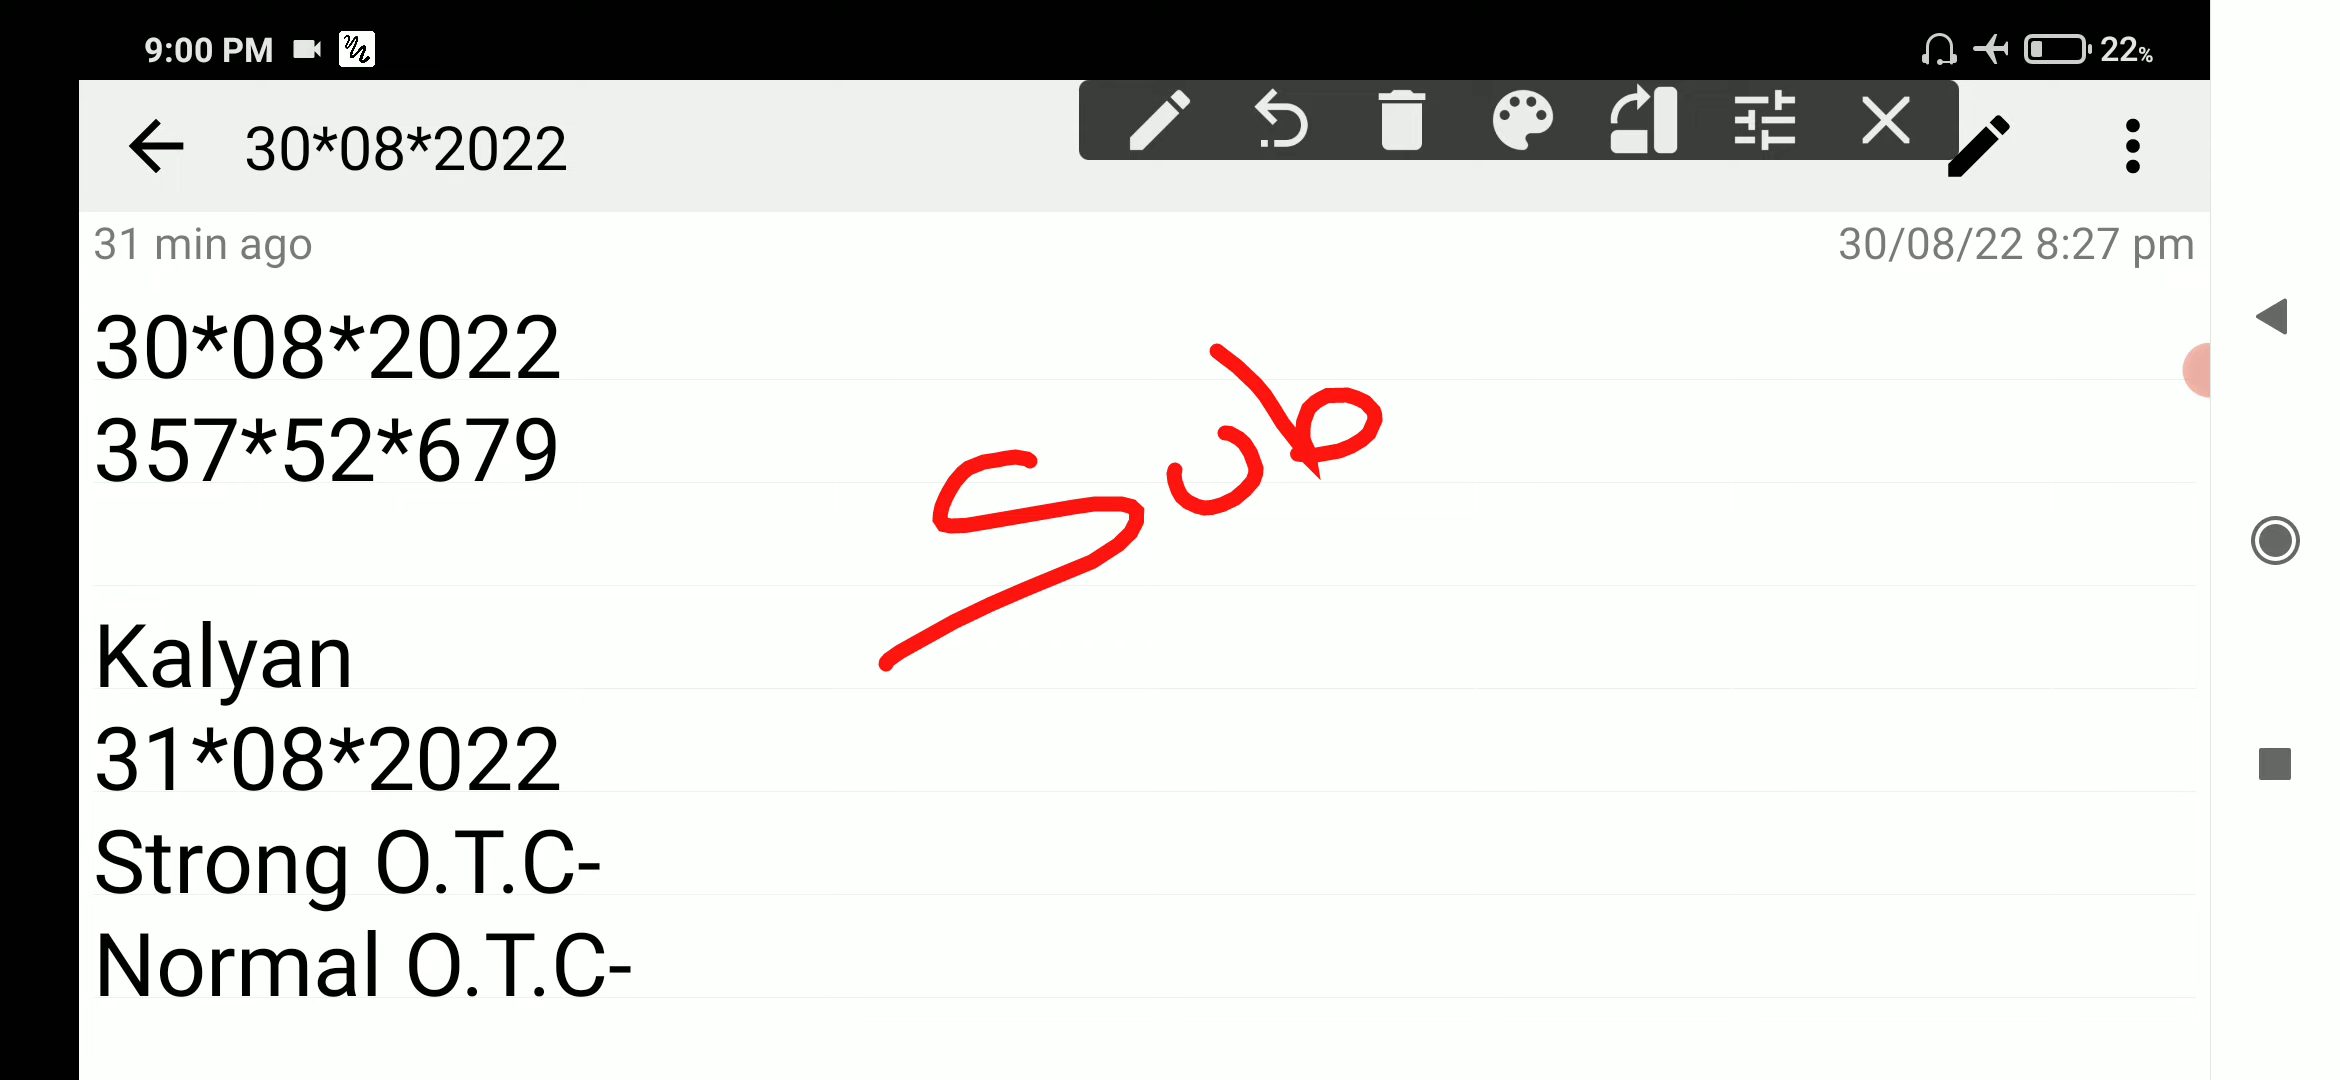 9:00 PM
22%
30*08*2022
31 min ago
30/08/22 8:27 pm
30*08*2022
357*52*679
Sub
Kalyan
31*08*2022
Strong O.T.C-
Normal O.T.C-